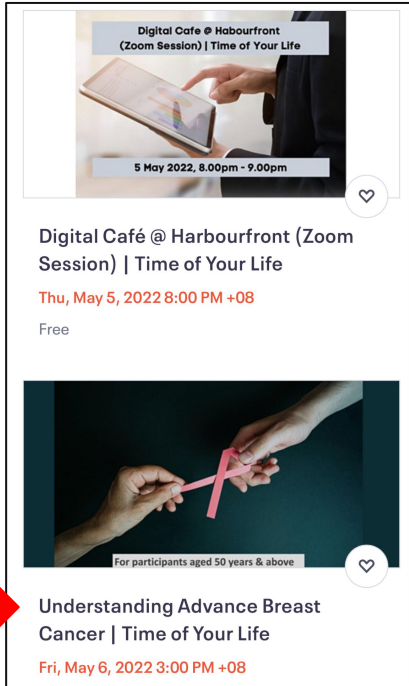 Digital Cafe @ Habourfront
(Zoom Session) | Time of Your Life
5 May 2022, 8.00pm - 9.00pm
Digital Café @ Harbourfront (Zoom
Session) | Time of Your Life
Thu, May 5, 2022 8:00 PM +08
Free
For participants aged 50 years & above
Understanding Advance Breast
Cancer | Time of Your Life
Fri, May 6, 2022 3:00 PM +08